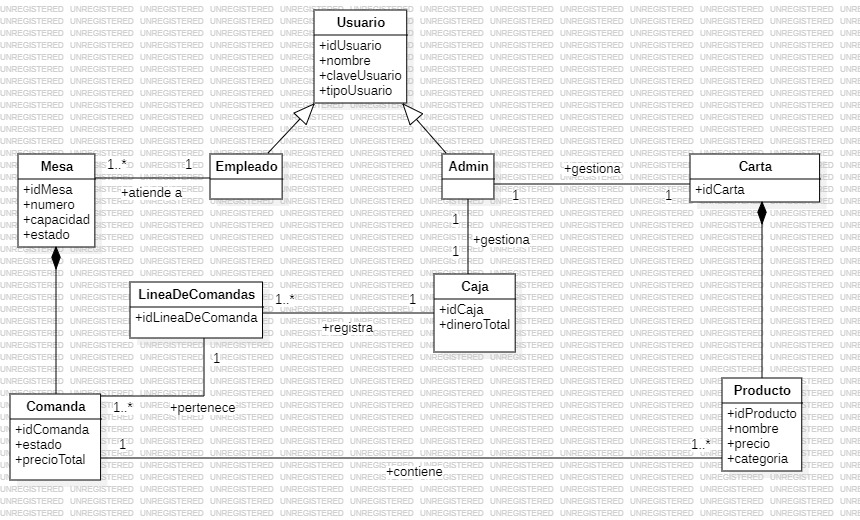 Usuario
+idUsuario
+nombre
+claveUsuario
+tipoUsuario
Mesa
+idMesa
+numero
+capacidad
+estado
1..*
1
+atiende a
Empleado
Admin
+gestiona
1
1
Carta
+idCarta
1
+gestiona
1
LineaDeComandas
+idLineaDeComanda
1..*
1
+registra
Caja
+idCaja
+dineroTotal
1
1..*
+pertenece
Comanda
+idComanda
+estado
+precioTotal
1
1..*
+contiene
Producto
+idProducto
+nombre
+precio
+categoria
UNREGISTERED